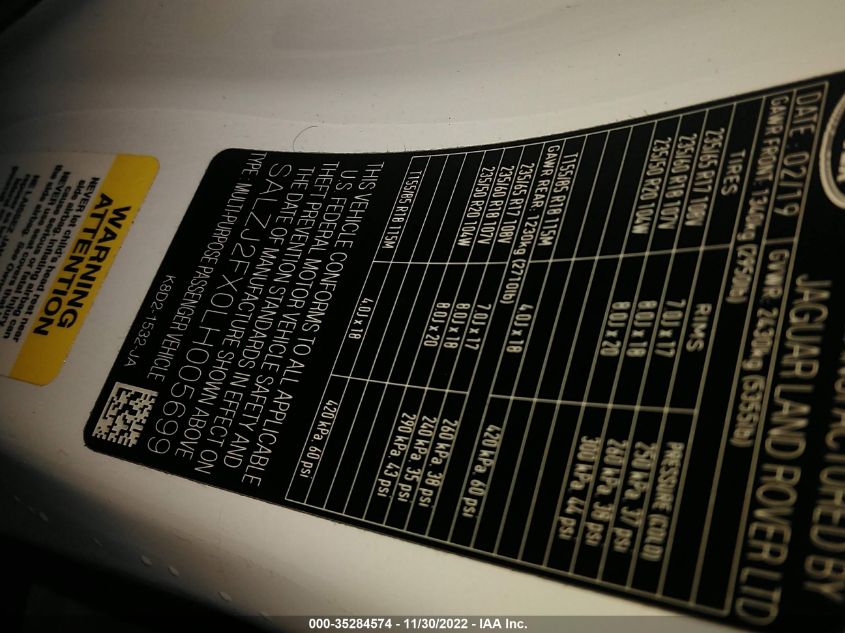 MANUFACTURED BY
JAGUAR LAND ROVER LTD
DATE: 02/19 GVWR: 2430kg (5355lb)
GAWR FRONT: 1340kg (2750lb)
TIRES RIMS PRESSURE (COLD)
235/65 R17 108V 7.0J x 17 250 kPa, 37 psi
235/60 R18 107V 8.0J x 18 260 kPa, 38 psi
235/50 R20 104W 8.0J x 20 300 kPa, 44 psi
T155/85 R18 115M 4.0J x 18 420 kPa, 60 psi
GAWR REAR: 1230kg (2710lb)
235/65 R17 108V 7.0J x 17 260 kPa, 38 psi
235/60 R18 107V 8.0J x 18 240 kPa, 35 psi
235/50 R20 104W 8.0J x 20 290 kPa, 43 psi
T155/85 R18 115M 4.0J x 18 420 kPa, 60 psi
THIS VEHICLE CONFORMS TO ALL APPLICABLE
U.S. FEDERAL MOTOR VEHICLE SAFETY AND
THEFT PREVENTION STANDARDS IN EFFECT ON
THE DATE OF MANUFACTURE SHOWN ABOVE
SALZJ2FX0LH005699
TYPE: MULTIPURPOSE PASSENGER VEHICLE
K8D2-1532-JA
WARNING
ATTENTION
NEVER let child's head rest near
000-35284574 - 11/30/2022 - IAA Inc.